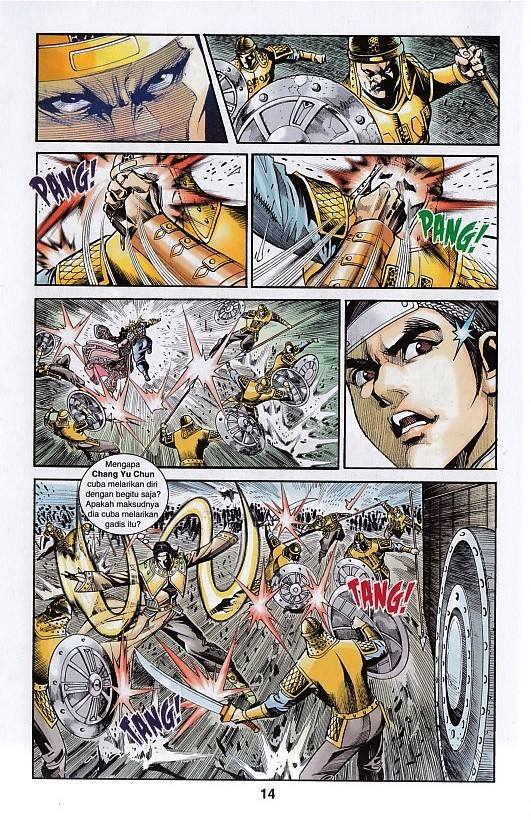 PANG!
PANG!
Mengapa
Chang Yu Chun
cuba melarikan diri
dengan begitu saja?
Apakah maksudnya
dia cuba melarikan
gadis itu?
TANG!
TANG!
14